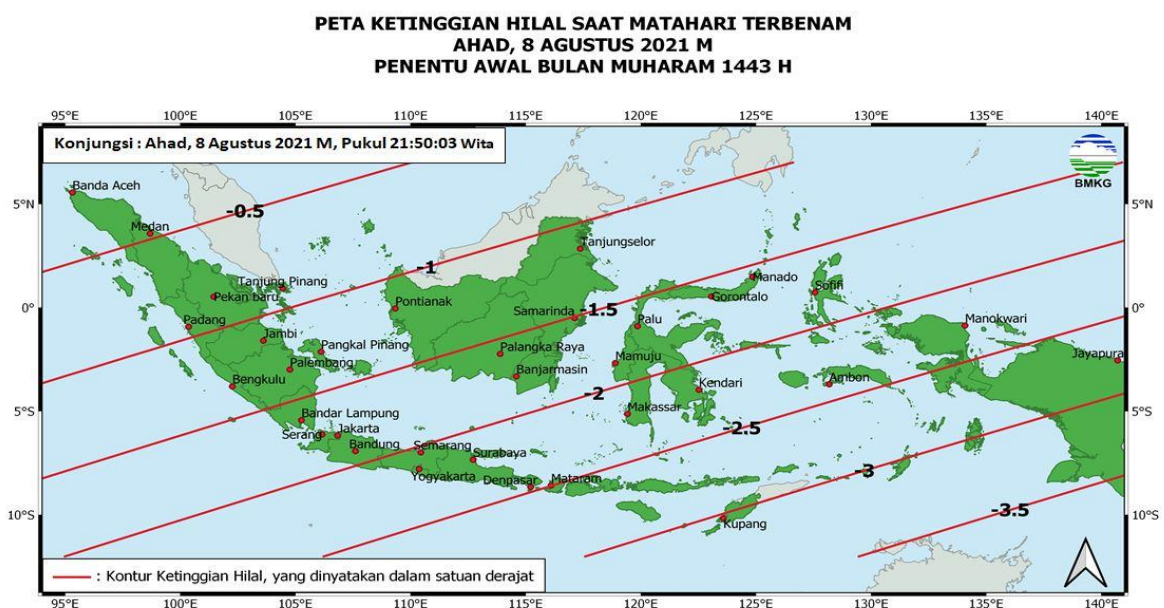 PETA KETINGGIAN HILAL SAAT MATAHARI TERBENAM
AHAD, 8 AGUSTUS 2021 M
PENENTU AWAL BULAN MUHARAM 1443 H
95°E 100°E 105°E 110°E 115°E 120°E 125°E 130°E 135°E 140°E
Konjungsi : Ahad, 8 Agustus 2021 M, Pukul 21:50:03 Wita
BMKG
Banda Aceh
5°N 5°N
-0.5
Medan
Tanjungselor
-1
Tanjung Pinang
Manado
Sofifi
Pekan baru
Gorontalo
Pontianak
0° 0°
Samarinda
-1.5
Padang
Palu
Manokwari
Jambi
Pangkal Pinang
Palangka Raya
Mamuju
Jayapura
Palembang
Banjarmasin
Bengkulu
Kendari
Ambon
-2
Makassar
5°S 5°S
Bandar Lampung
-2.5
Serang
Jakarta
Bandung
Semarang
Surabaya
-3
Yogyakarta
Denpasar
Mataram
10°S 10°S
-3.5
Kupang
: Kontur Ketinggian Hilal, yang dinyatakan dalam satuan derajat
95°E 100°E 105°E 110°E 115°E 120°E 125°E 130°E 135°E 140°E